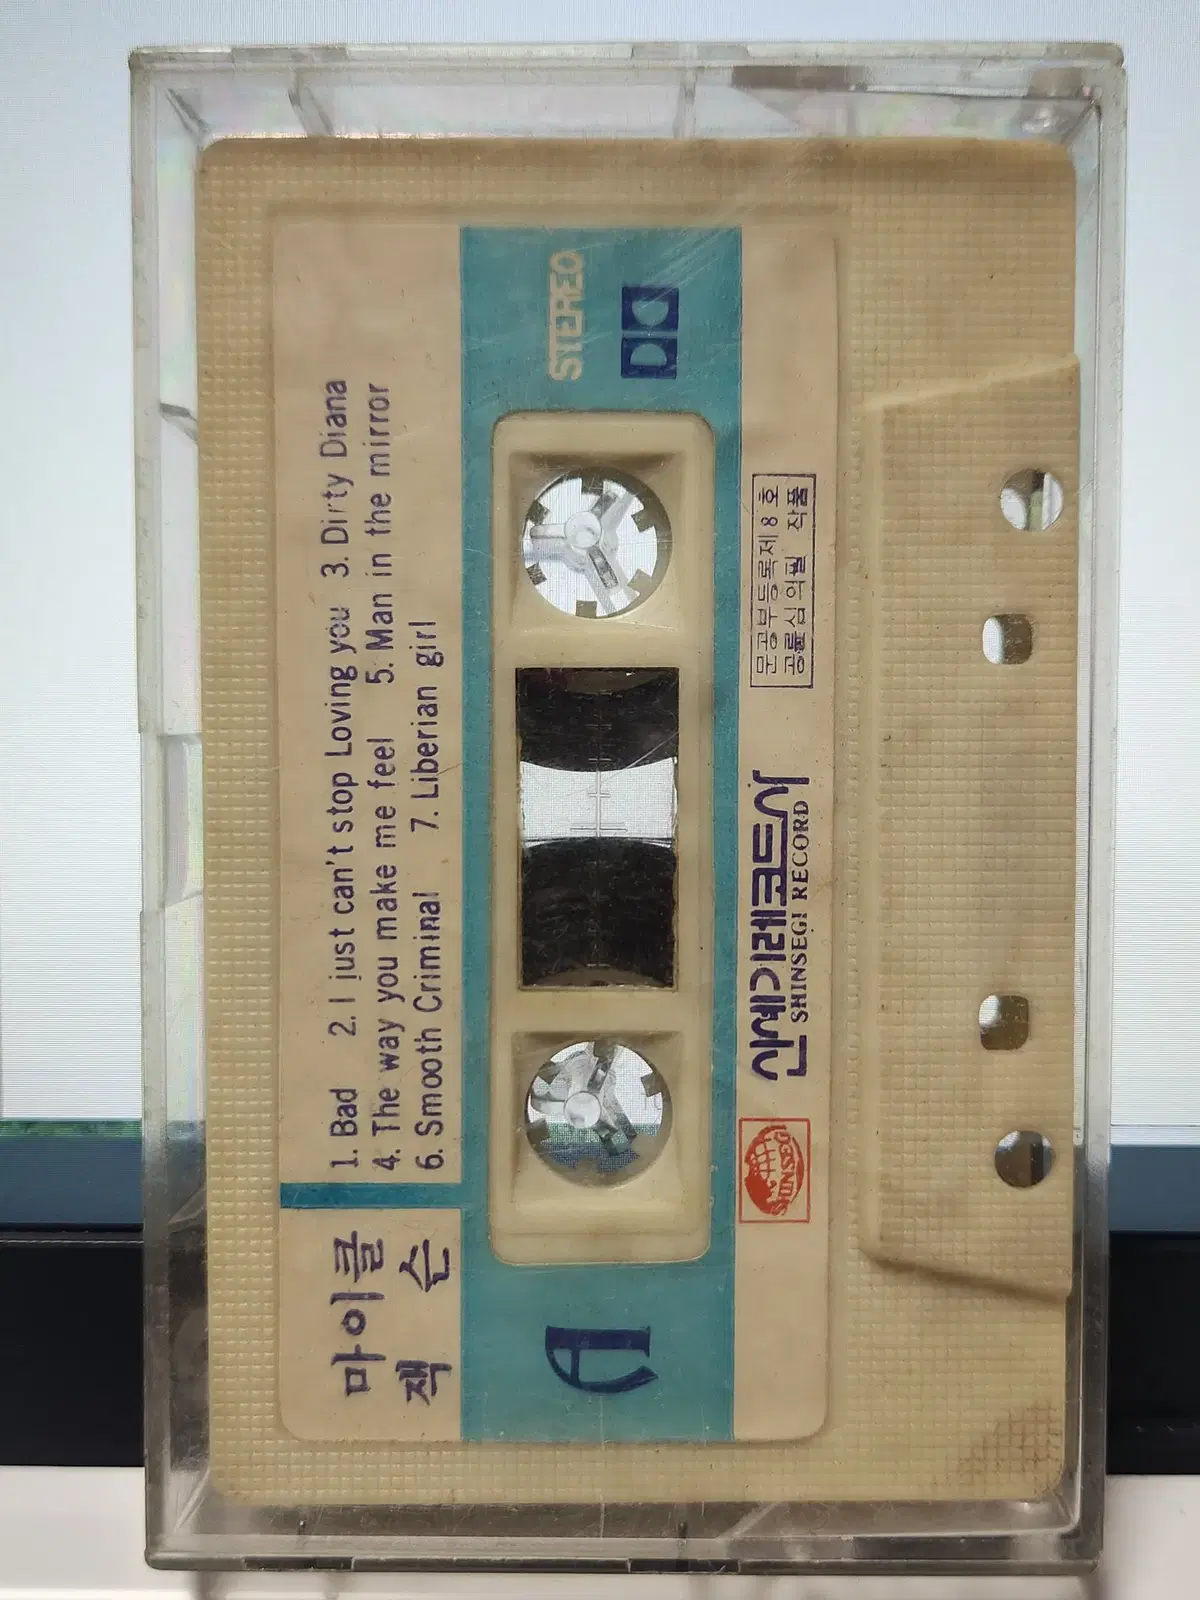 마이클
잭슨
1. Bad 2. I just can't stop Loving you 3. Dirty Diana
4. The way you make me feel 5. Man in the mirror
6. Smooth Criminal 7. Liberian girl
A
STEREO
SHINSEGI
신세기레코드사
SHINSEGI RECORD
문공부등록제8호
공륜심의필 작품